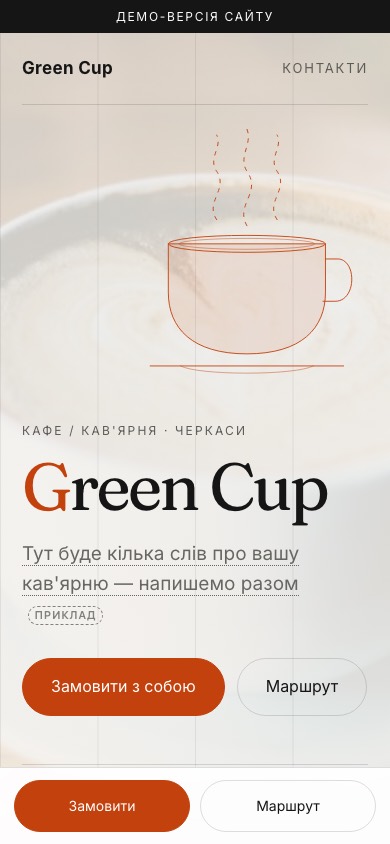 ДЕМО-ВЕРСІЯ САЙТУ
Green Cup
КОНТАКТИ
КАФЕ / КАВ'ЯРНЯ · ЧЕРКАСИ
Green Cup
Тут буде кілька слів про вашу
кав'ярню — напишемо разом
ПРИКЛАД
Замовити з собою
Маршрут
Замовити
Маршрут